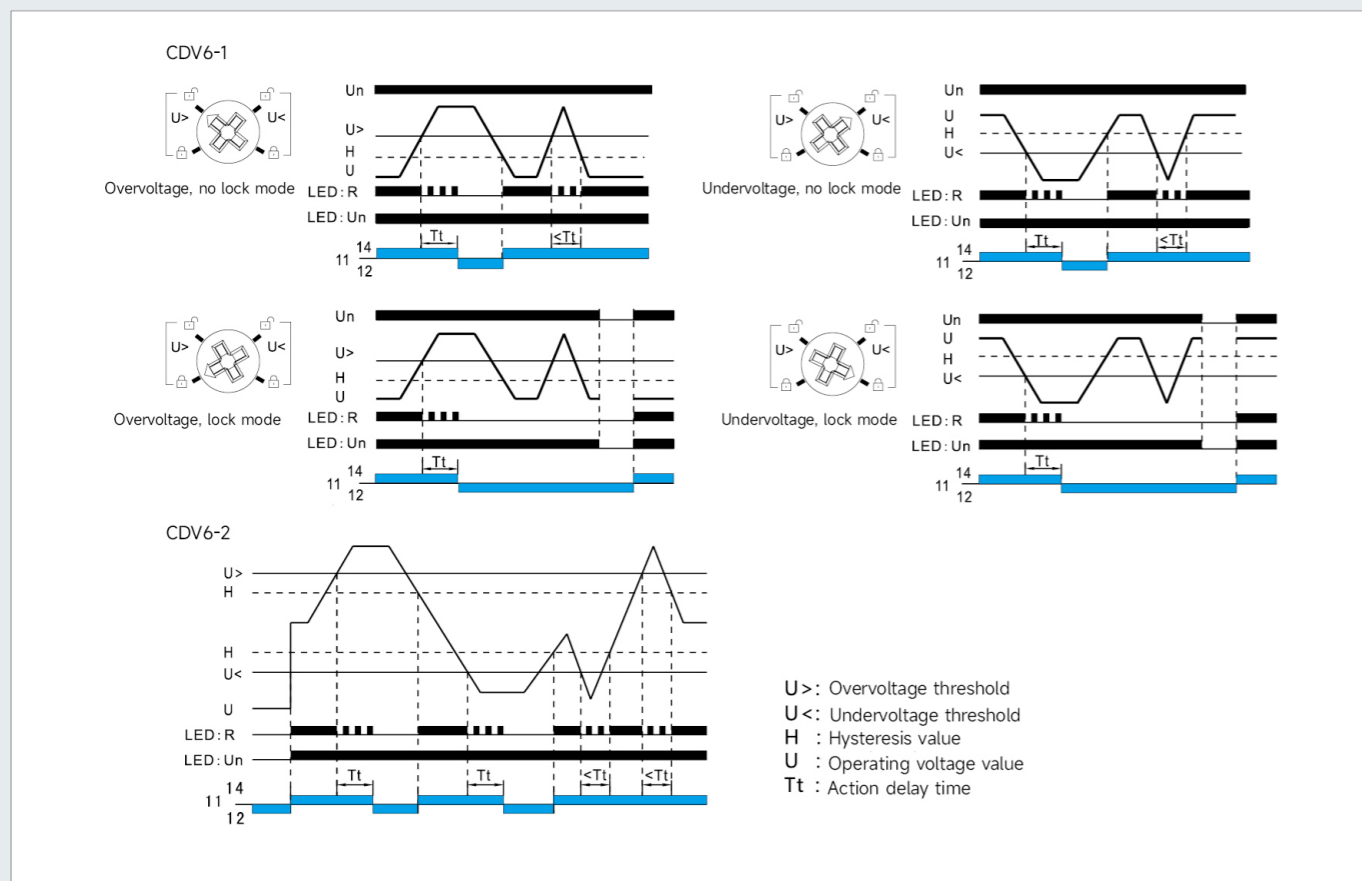 CDV6-1
U> U<
Overvoltage, no lock mode
Un
U>
H
U
LED: R
LED: Un
Tt <Tt
14
11
12
U> U<
Undervoltage, no lock mode
Un
U
H
U<
LED: R
LED: Un
Tt <Tt
14
11
12
U> U<
Overvoltage, lock mode
Un
U>
H
U
LED: R
LED: Un
Tt
14
11
12
U> U<
Undervoltage, lock mode
Un
U
H
U<
LED: R
LED: Un
Tt
14
11
12
CDV6-2
U>
H
H
U<
U
LED: R
LED: Un
Tt Tt <Tt <Tt
14
11
12
U>: Overvoltage threshold
U<: Undervoltage threshold
H : Hysteresis value
U : Operating voltage value
Tt : Action delay time